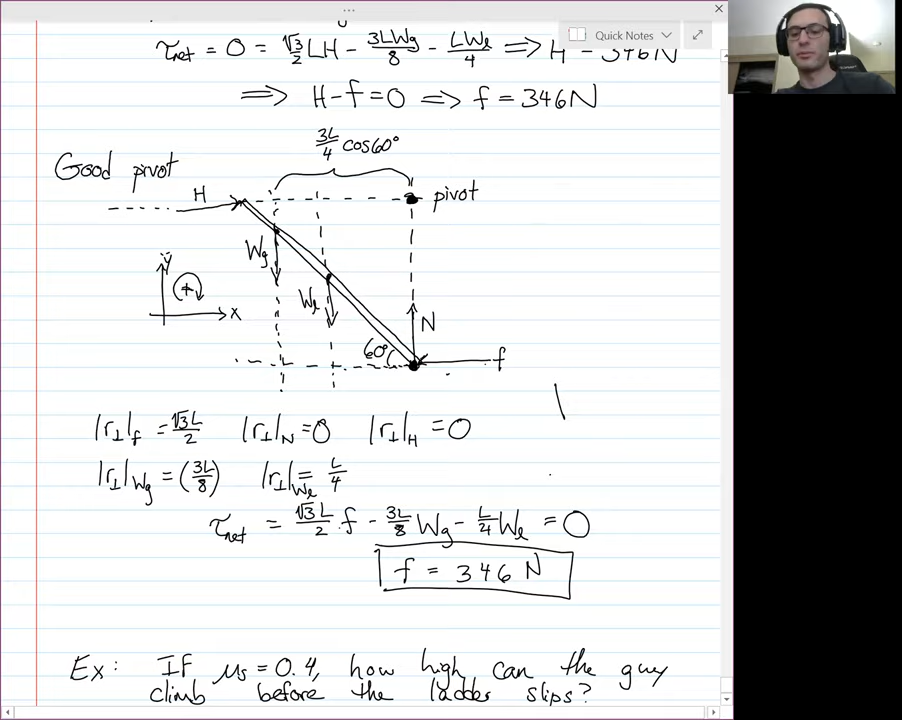 τnet = 0 = √3/2 LH - 3LWg/8 - LWl/4 ⟹ H = 346N
Quick Notes
⟹ H-f=0 ⟹ f = 346N
3L/4 cos60°
Good pivot
H
pivot
Wg
y
+
Wl
x
N
60°
f
|r⊥|f = √3L/2 |r⊥|N = 0 |r⊥|H = 0
|r⊥|Wg = (3L/8) |r⊥|Wl = L/4
τnet = √3L/2 f - 3L/8 Wg - L/4 Wl = 0
f = 346 N
Ex: If μs = 0.4, how high can the guy
climb before the ladder slips?